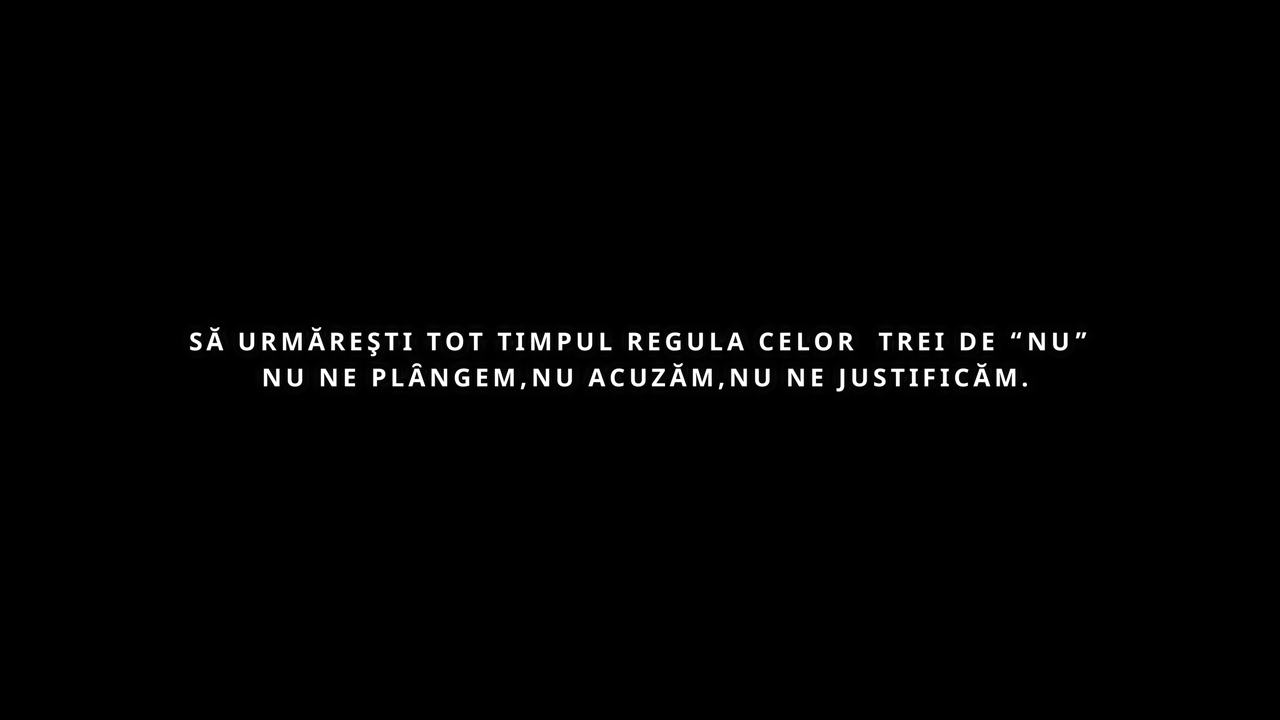 SĂ URMĂREŞTI TOT TIMPUL REGULA CELOR  TREI DE “NU”
NU NE PLÂNGEM,NU ACUZĂM,NU NE JUSTIFICĂM.